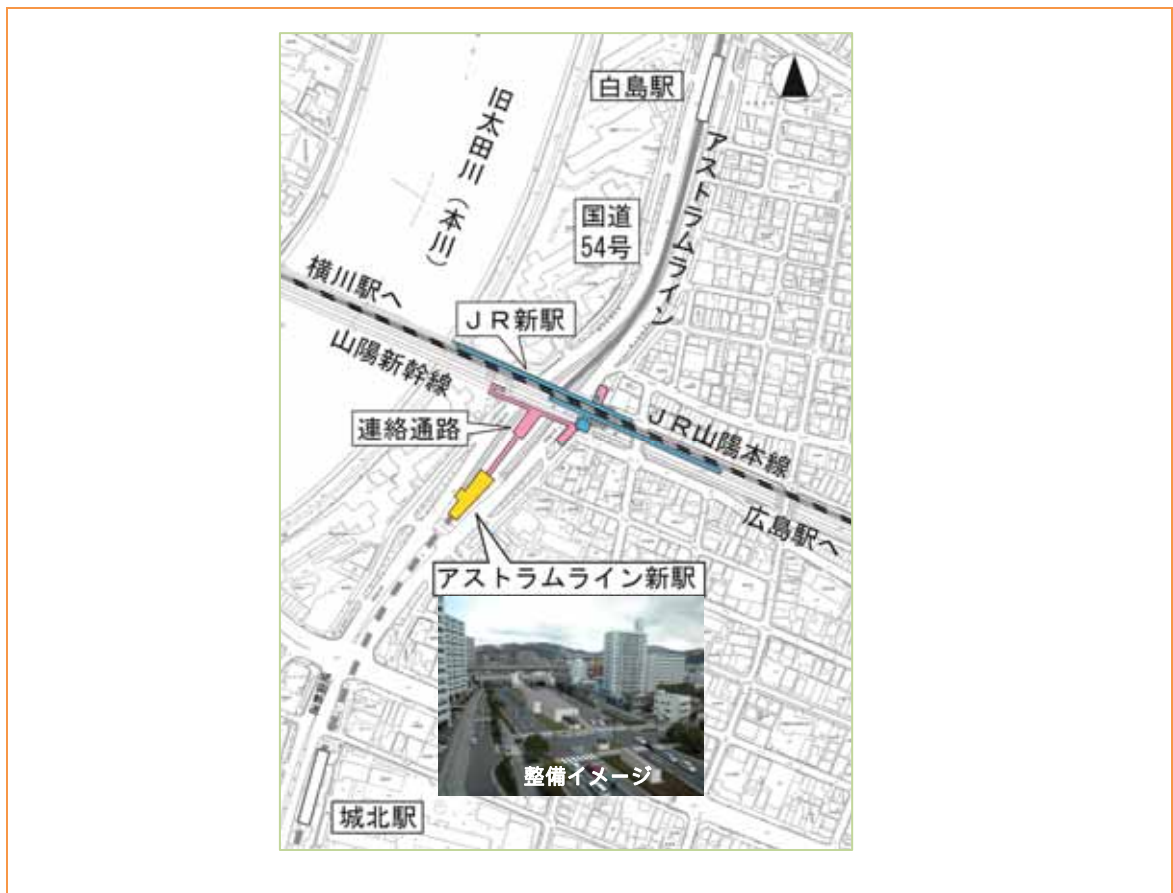 白島駅
旧太田川（本川）
アストラムライン
国道
54号
横川駅へ
ＪＲ新駅
山陽新幹線
連絡通路
ＪＲ山陽本線
広島駅へ
アストラムライン新駅
整備イメージ
城北駅